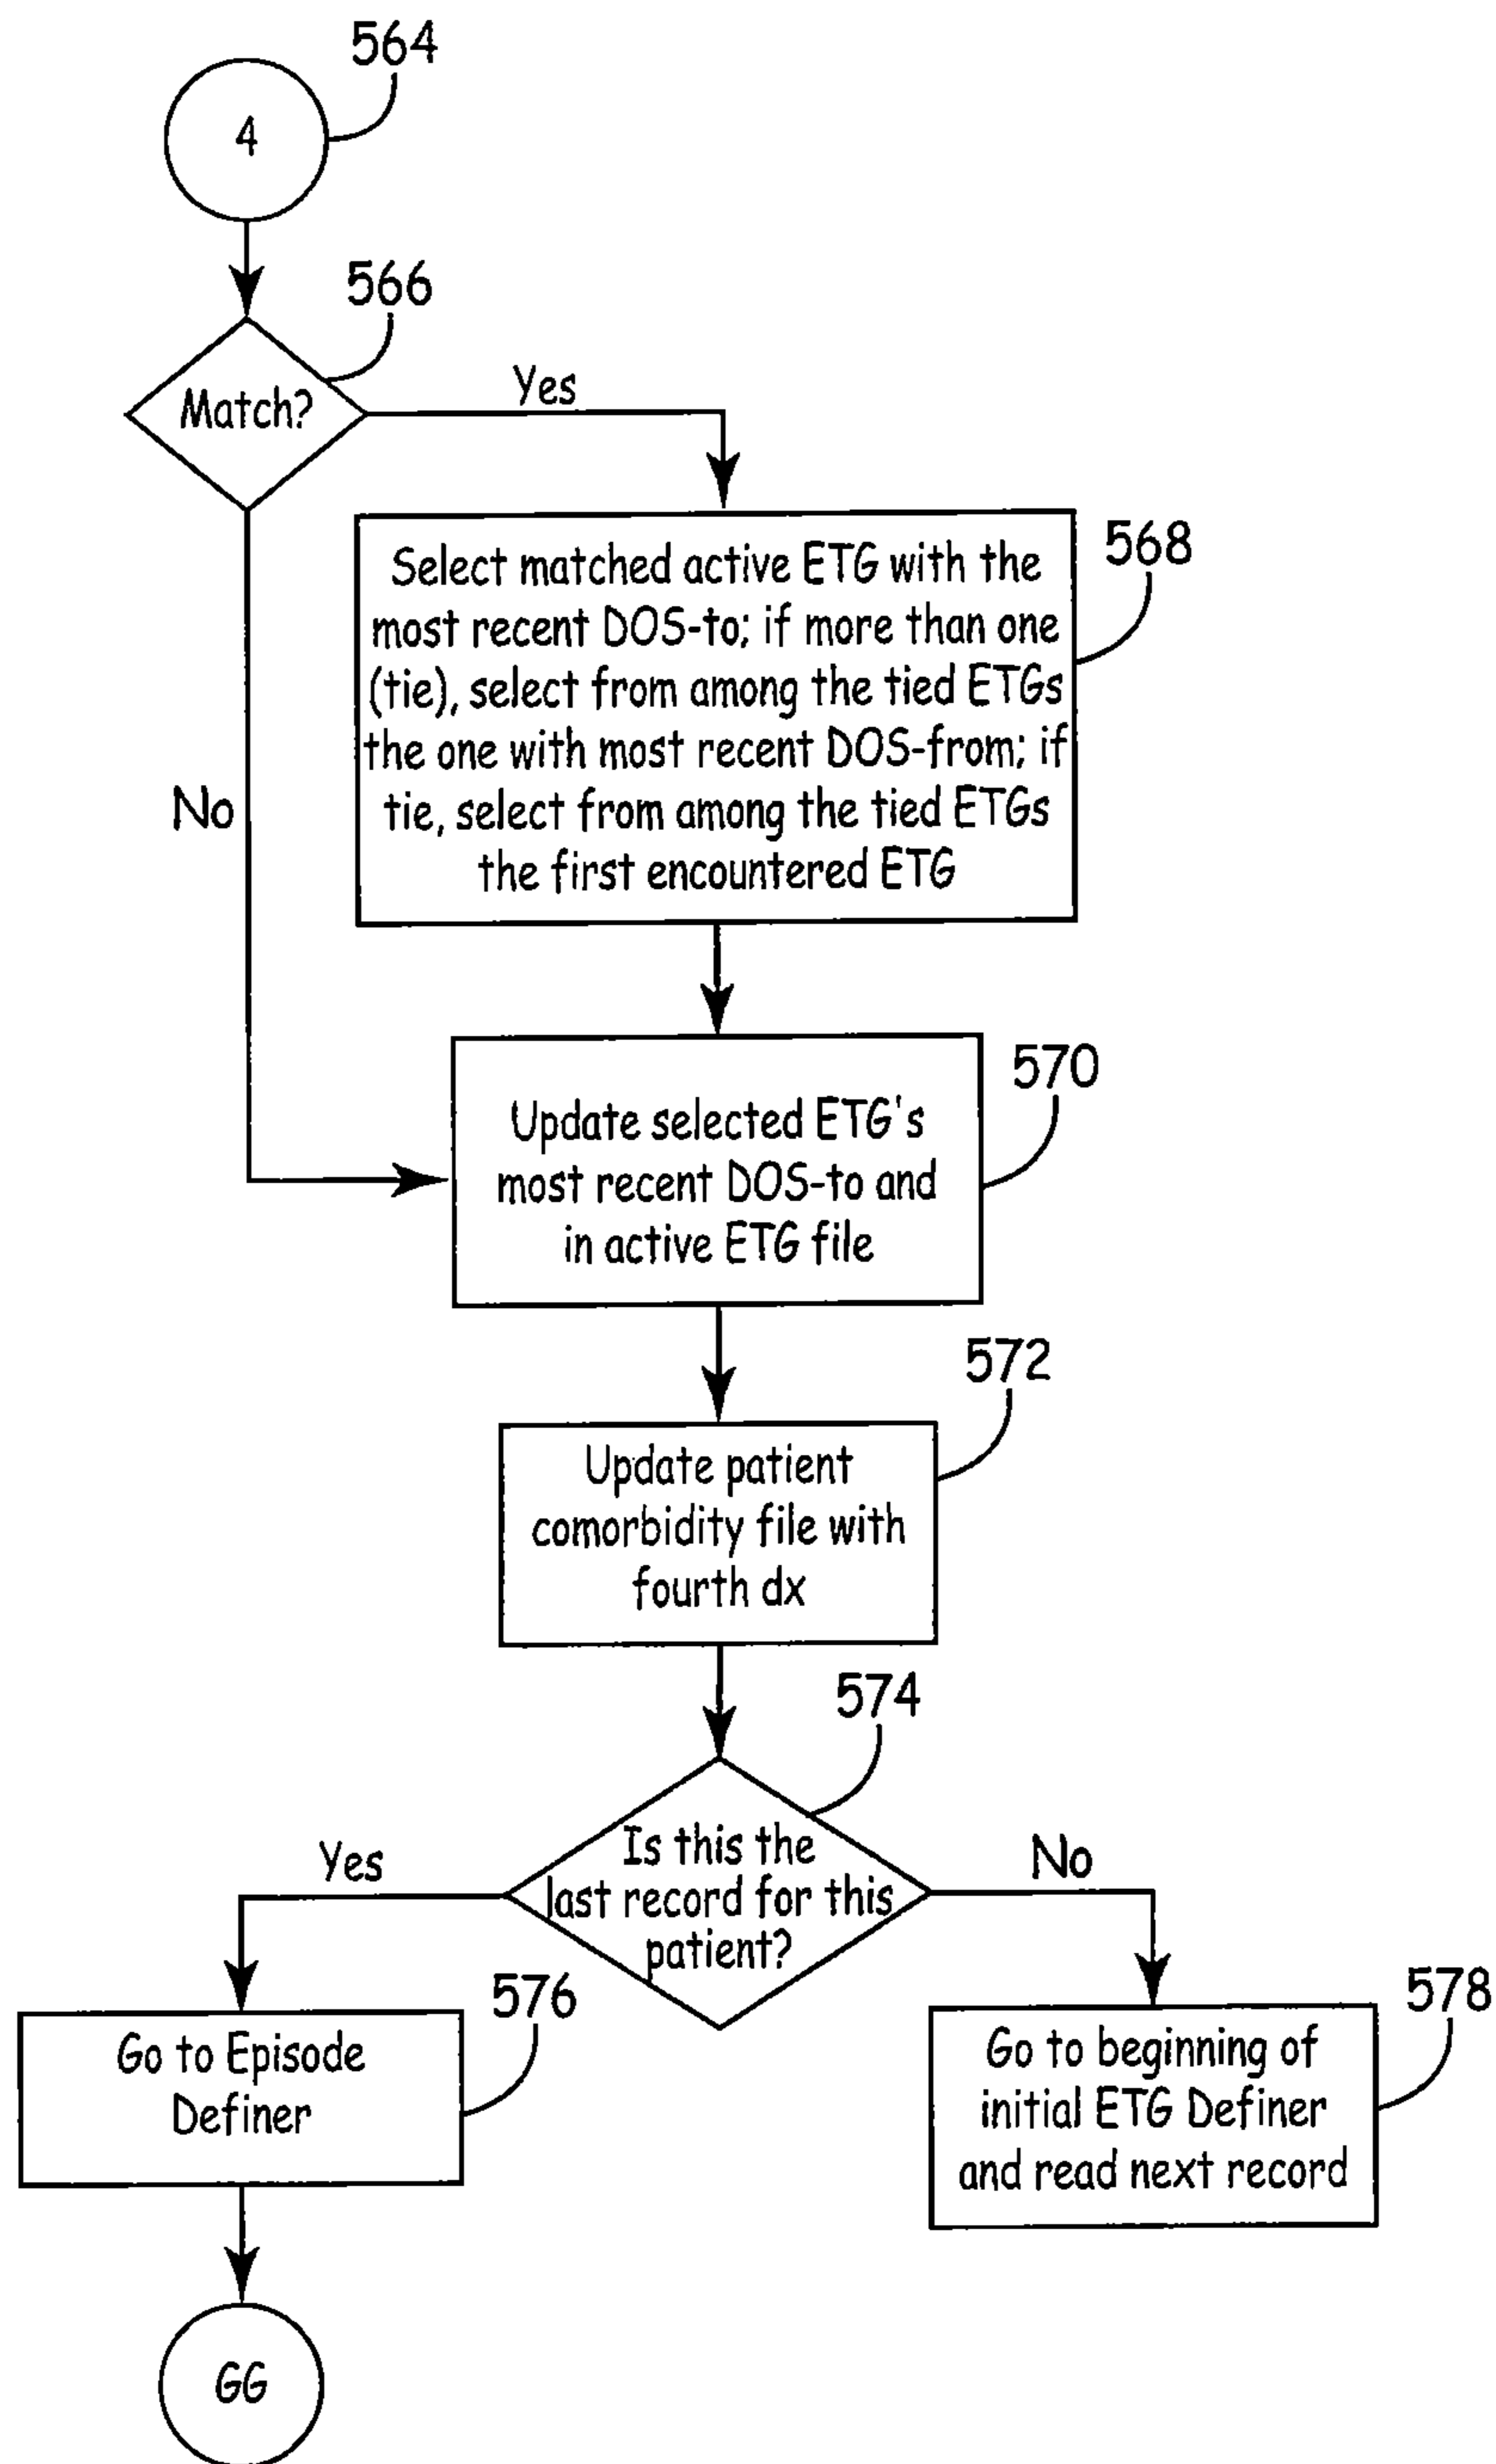 564
4
566
Match?
Yes
568
Select matched active ETG with the
most recent DOS-to; if more than one
(tie), select from among the tied ETGs
the one with most recent DOS-from; if
tie, select from among the tied ETGs
the first encountered ETG
No
570
Update selected ETG's
most recent DOS-to and
in active ETG file
572
Update patient
comorbidity file with
fourth dx
574
Is this the
last record for this
patient?
Yes
No
576
Go to Episode
Definer
578
Go to beginning of
initial ETG Definer
and read next record
GG